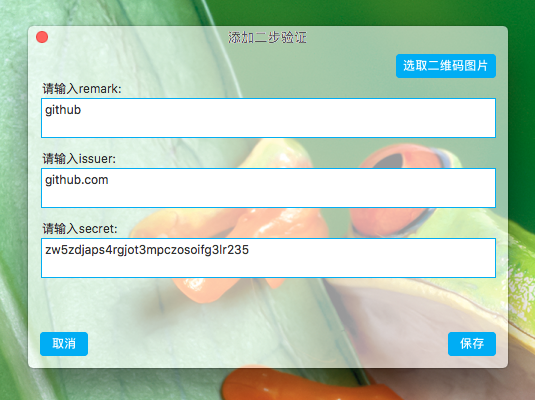 添加二步验证
选取二维码图片
请输入remark:
github
请输入issuer:
github.com
请输入secret:
zw5zdjaps4rgjot3mpczosoifg3lr235
取消
保存